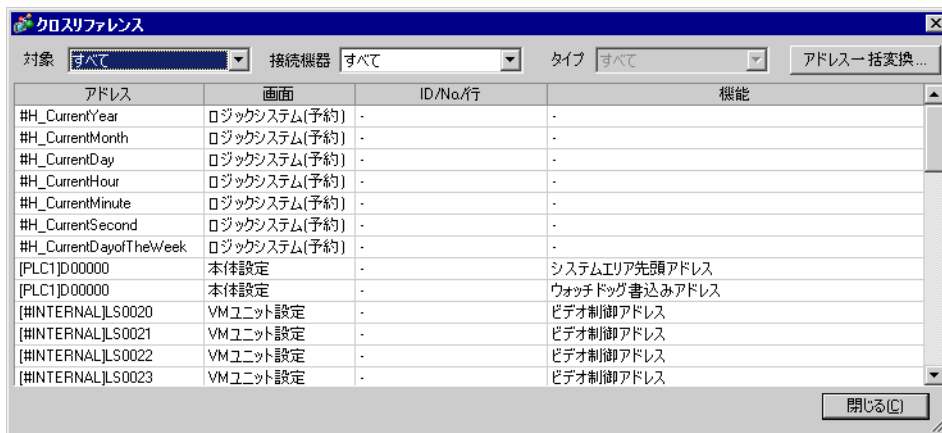 クロスリファレンス
対象 すべて 接続機器 すべて タイプ すべて アドレス一括変換...
アドレス 画面 ID/No./行 機能
#H_CurrentYear ロジックシステム(予約) - -
#H_CurrentMonth ロジックシステム(予約) - -
#H_CurrentDay ロジックシステム(予約) - -
#H_CurrentHour ロジックシステム(予約) - -
#H_CurrentMinute ロジックシステム(予約) - -
#H_CurrentSecond ロジックシステム(予約) - -
#H_CurrentDayofTheWeek ロジックシステム(予約) - -
[PLC1]D00000 本体設定 - システムエリア先頭アドレス
[PLC1]D00000 本体設定 - ウォッチドッグ書込みアドレス
[#INTERNAL]LS0020 VMユニット設定 - ビデオ制御アドレス
[#INTERNAL]LS0021 VMユニット設定 - ビデオ制御アドレス
[#INTERNAL]LS0022 VMユニット設定 - ビデオ制御アドレス
[#INTERNAL]LS0023 VMユニット設定 - ビデオ制御アドレス
閉じる(C)